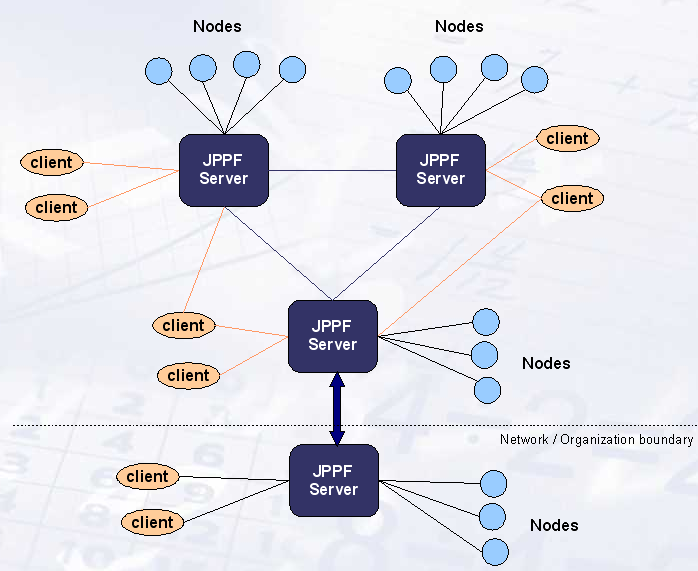 Nodes
Nodes
JPPF
Server
JPPF
Server
client
client
client
client
client
JPPF
Server
client
Nodes
Network / Organization boundary
client
JPPF
Server
client
Nodes